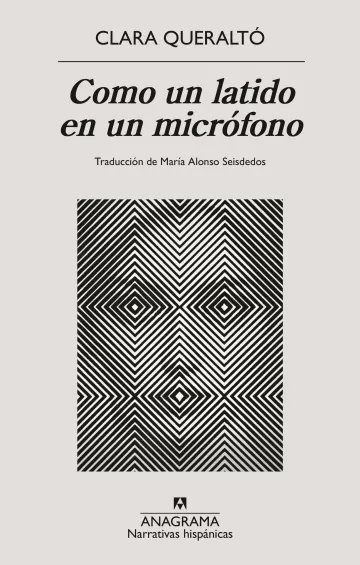 CLARA QUERALTÓ
Como un latido
en un micrófono
Traducción de María Alonso Seisdedos
ANAGRAMA
Narrativas hispánicas